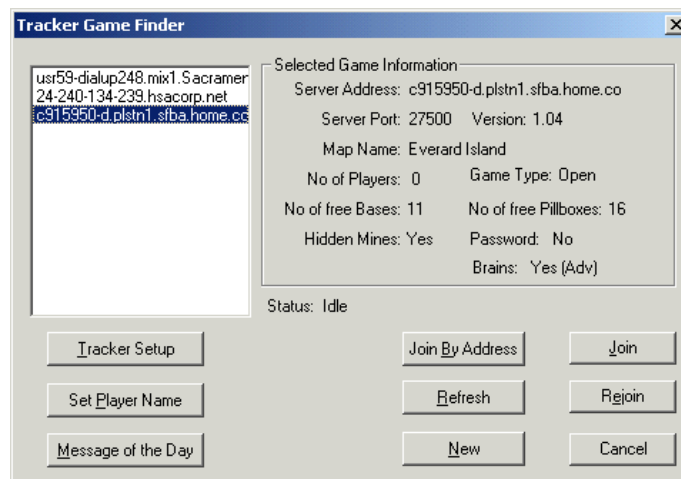 Tracker Game Finder
usr59-dialup248.mix1.Sacramer
24-240-134-239.hsacorp.net
c915950-d.plstn1.sfba.home.co
Selected Game Information
Server Address: c915950-d.plstn1.sfba.home.co
Server Port: 27500 Version: 1.04
Map Name: Everard Island
No of Players: 0 Game Type: Open
No of free Bases: 11 No of free Pillboxes: 16
Hidden Mines: Yes Password: No
Brains: Yes (Adv)
Status: Idle
Tracker Setup
Join By Address
Join
Set Player Name
Refresh
Rejoin
Message of the Day
New
Cancel